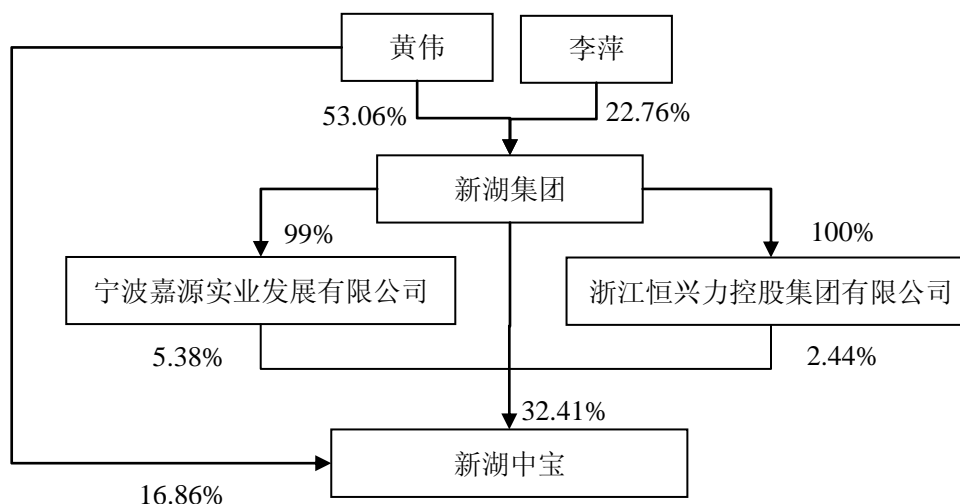 黄伟
李萍
53.06%
22.76%
新湖集团
99%
100%
宁波嘉源实业发展有限公司
浙江恒兴力控股集团有限公司
5.38%
2.44%
32.41%
新湖中宝
16.86%